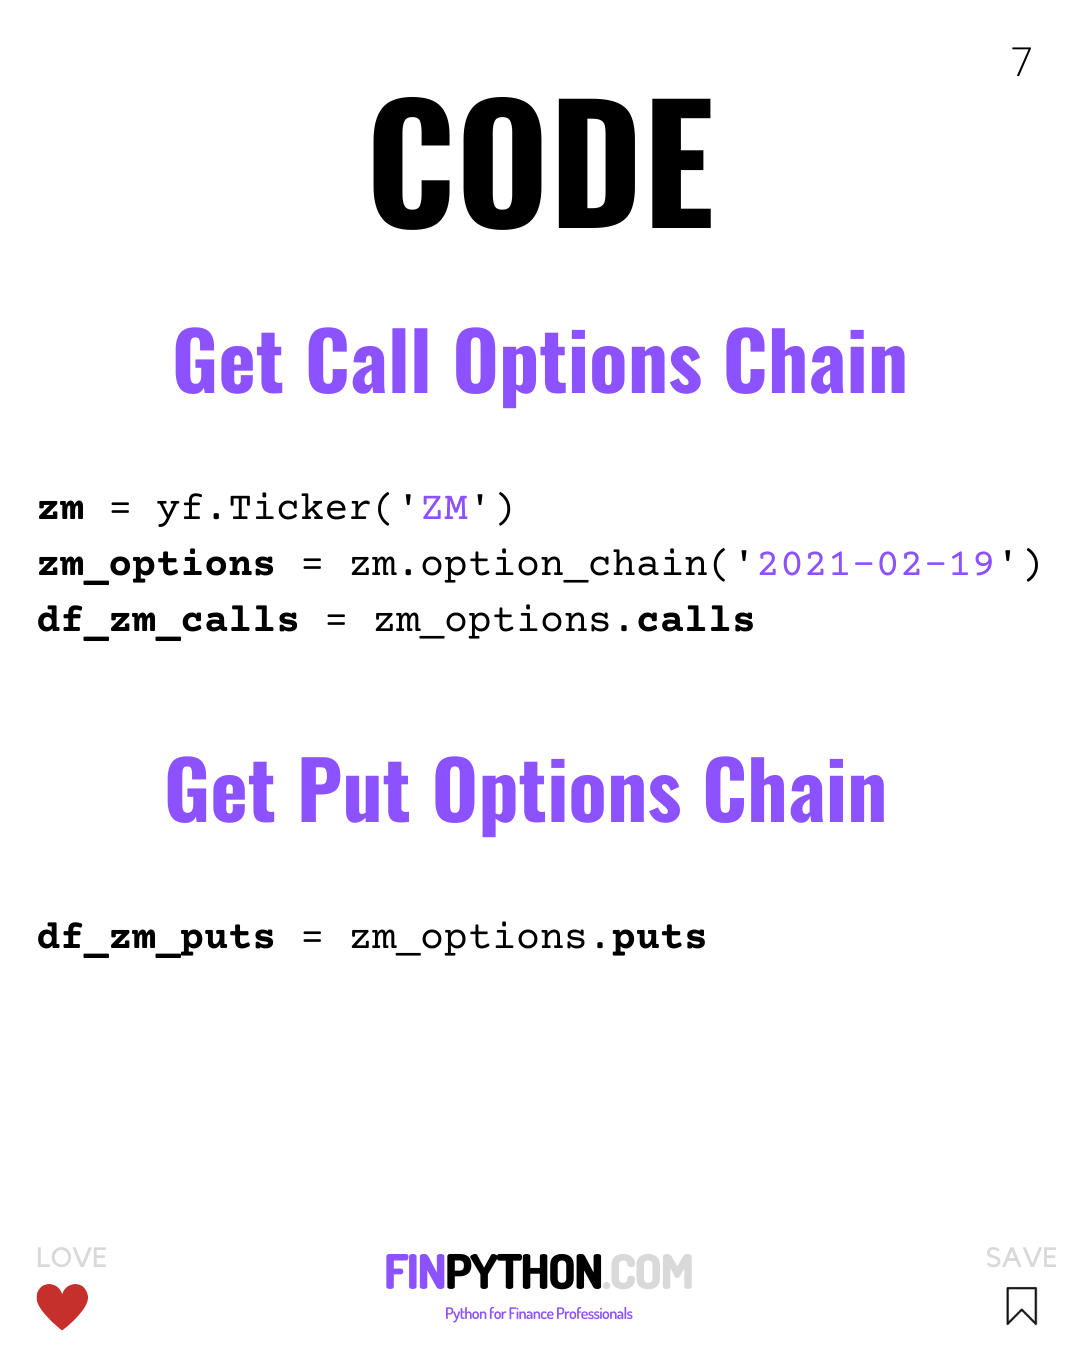 7
CODE
Get Call Options Chain
zm = yf.Ticker('ZM')
zm_options = zm.option_chain('2021-02-19')
df_zm_calls = zm_options.calls
Get Put Options Chain
df_zm_puts = zm_options.puts
LOVE
FINPYTHON.COM
SAVE
Python for Finance Professionals